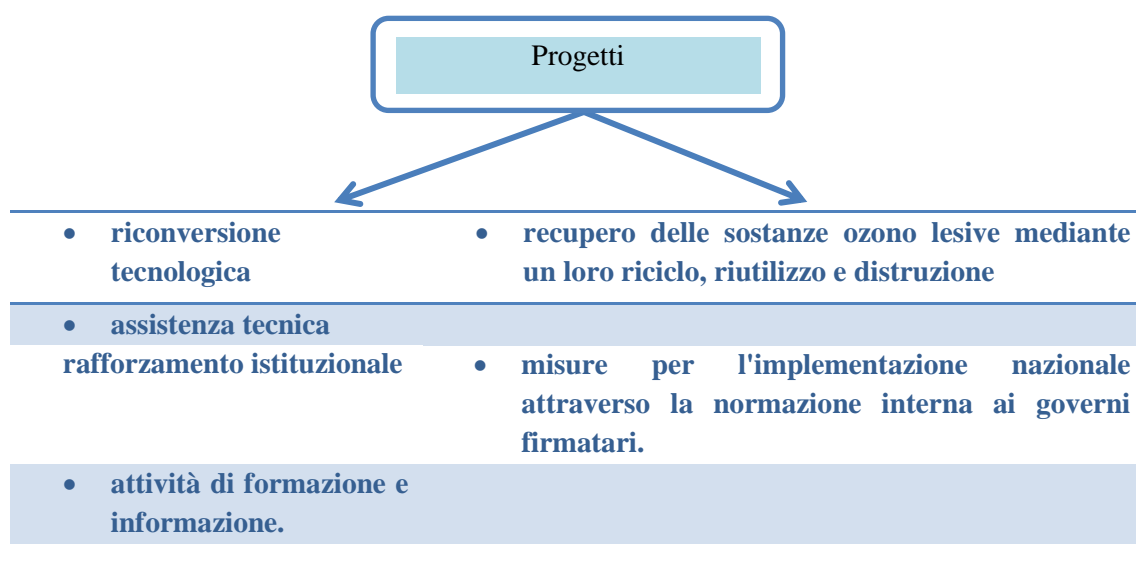 Progetti
• riconversione
tecnologica
• recupero delle sostanze ozono lesive mediante
un loro riciclo, riutilizzo e distruzione
• assistenza tecnica
rafforzamento istituzionale
• misure per l'implementazione nazionale
attraverso la normazione interna ai governi
firmatari.
• attività di formazione e
informazione.